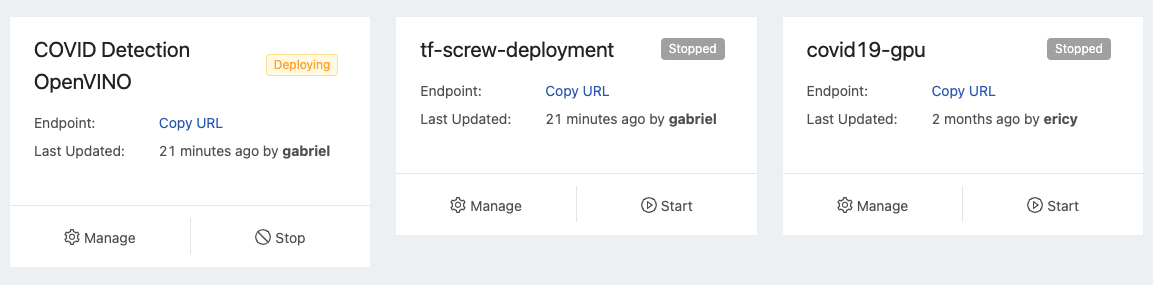 COVID Detection
OpenVINO
Deploying
Endpoint: Copy URL
Last Updated: 21 minutes ago by gabriel
Manage Stop
tf-screw-deployment Stopped
Endpoint: Copy URL
Last Updated: 21 minutes ago by gabriel
Manage Start
covid19-gpu Stopped
Endpoint: Copy URL
Last Updated: 2 months ago by ericy
Manage Start